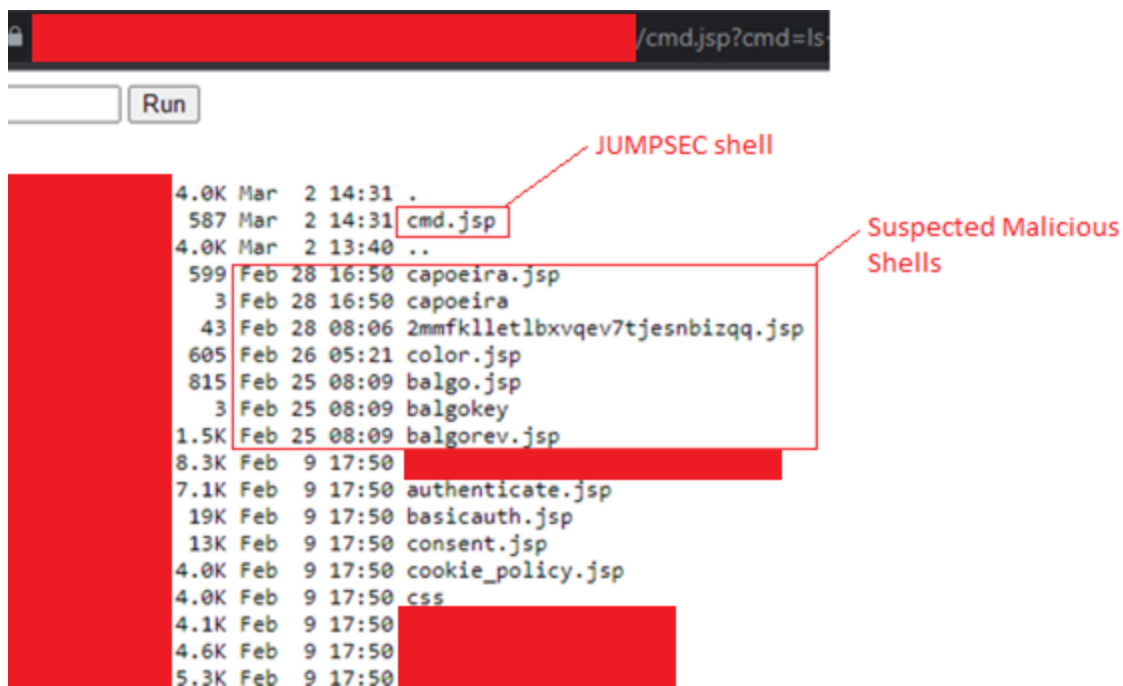 /cmd.jsp?cmd=ls
Run
JUMPSEC shell
Suspected Malicious
Shells
4.0K Mar  2 14:31 .
587 Mar  2 14:31 cmd.jsp
4.0K Mar  2 13:40 ..
599 Feb 28 16:50 capoeira.jsp
3 Feb 28 16:50 capoeira
43 Feb 28 08:06 2mmfklletlbxvqev7tjesnbizqq.jsp
605 Feb 26 05:21 color.jsp
815 Feb 25 08:09 balgo.jsp
3 Feb 25 08:09 balgokey
1.5K Feb 25 08:09 balgorev.jsp
8.3K Feb  9 17:50
7.1K Feb  9 17:50 authenticate.jsp
19K Feb  9 17:50 basicauth.jsp
13K Feb  9 17:50 consent.jsp
4.0K Feb  9 17:50 cookie_policy.jsp
4.0K Feb  9 17:50 css
4.1K Feb  9 17:50
4.6K Feb  9 17:50
5.3K Feb  9 17:50